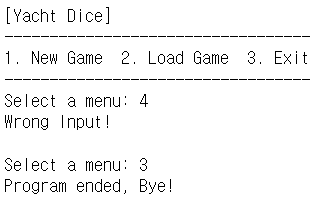 [Yacht Dice]
-----------------------------------
1. New Game  2. Load Game  3. Exit
-----------------------------------
Select a menu: 4
Wrong Input!

Select a menu: 3
Program ended, Bye!